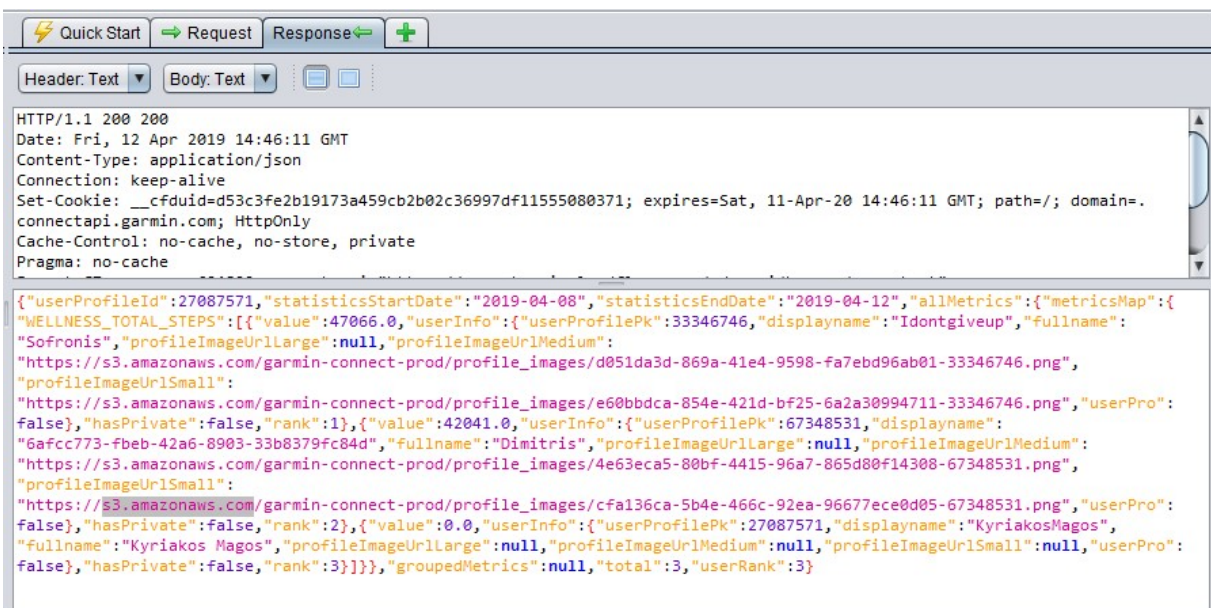 Quick Start Request Response
Header: Text Body: Text
HTTP/1.1 200 200
Date: Fri, 12 Apr 2019 14:46:11 GMT
Content-Type: application/json
Connection: keep-alive
Set-Cookie: __cfduid=d53c3fe2b19173a459cb2b02c36997df11555080371; expires=Sat, 11-Apr-20 14:46:11 GMT; path=/; domain=.
connectapi.garmin.com; HttpOnly
Cache-Control: no-cache, no-store, private
Pragma: no-cache
{"userProfileId":27087571,"statisticsStartDate":"2019-04-08","statisticsEndDate":"2019-04-12","allMetrics":{"metricsMap":{
"WELLNESS_TOTAL_STEPS":[{"value":47066.0,"userInfo":{"userProfilePk":33346746,"displayname":"Idontgiveup","fullname":
"Sofronis","profileImageUrlLarge":null,"profileImageUrlMedium":
"https://s3.amazonaws.com/garmin-connect-prod/profile_images/d051da3d-869a-41e4-9598-fa7ebd96ab01-33346746.png",
"profileImageUrlSmall":
"https://s3.amazonaws.com/garmin-connect-prod/profile_images/e60bbdca-854e-421d-bf25-6a2a30994711-33346746.png","userPro":
false},"hasPrivate":false,"rank":1},{"value":42041.0,"userInfo":{"userProfilePk":67348531,"displayname":
"6afcc773-fbeb-42a6-8903-33b8379fc84d","fullname":"Dimitris","profileImageUrlLarge":null,"profileImageUrlMedium":
"https://s3.amazonaws.com/garmin-connect-prod/profile_images/4e63eca5-80bf-4415-96a7-865d80f14308-67348531.png",
"profileImageUrlSmall":
"https://s3.amazonaws.com/garmin-connect-prod/profile_images/cfa136ca-5b4e-466c-92ea-96677ece0d05-67348531.png","userPro":
false},"hasPrivate":false,"rank":2},{"value":0.0,"userInfo":{"userProfilePk":27087571,"displayname":"KyriakosMagos",
"fullname":"Kyriakos Magos","profileImageUrlLarge":null,"profileImageUrlMedium":null,"profileImageUrlSmall":null,"userPro":
false},"hasPrivate":false,"rank":3}]}},"groupedMetrics":null,"total":3,"userRank":3}